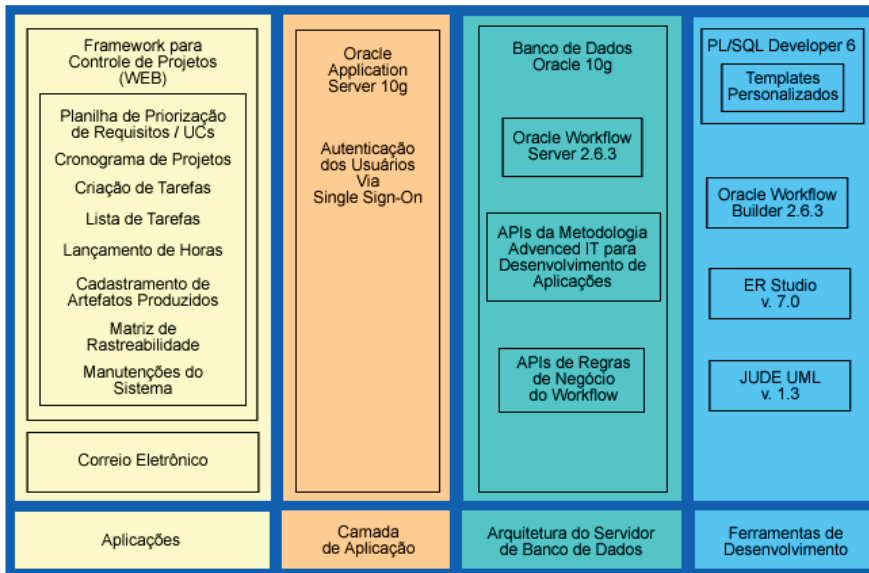 Framework para
Controle de Projetos
(WEB)
Planilha de Priorização
de Requisitos / UCs
Cronograma de Projetos
Criação de Tarefas
Lista de Tarefas
Lançamento de Horas
Cadastramento de
Artefatos Produzidos
Matriz de
Rastreabilidade
Manutenções do
Sistema
Correio Eletrônico
Aplicações
Oracle
Application
Server 10g
Autenticação
dos Usuários
Via
Single Sign-On
Camada
de Aplicação
Banco de Dados
Oracle 10g
Oracle Workflow
Server 2.6.3
APIs da Metodologia
Advanced IT para
Desenvolvimento de
Aplicações
APIs de Regras
de Negócio
do Workflow
Arquitetura do Servidor
de Banco de Dados
PL/SQL Developer 6
Templates
Personalizados
Oracle Workflow
Builder 2.6.3
ER Studio
v. 7.0
JUDE UML
v. 1.3
Ferramentas de
Desenvolvimento